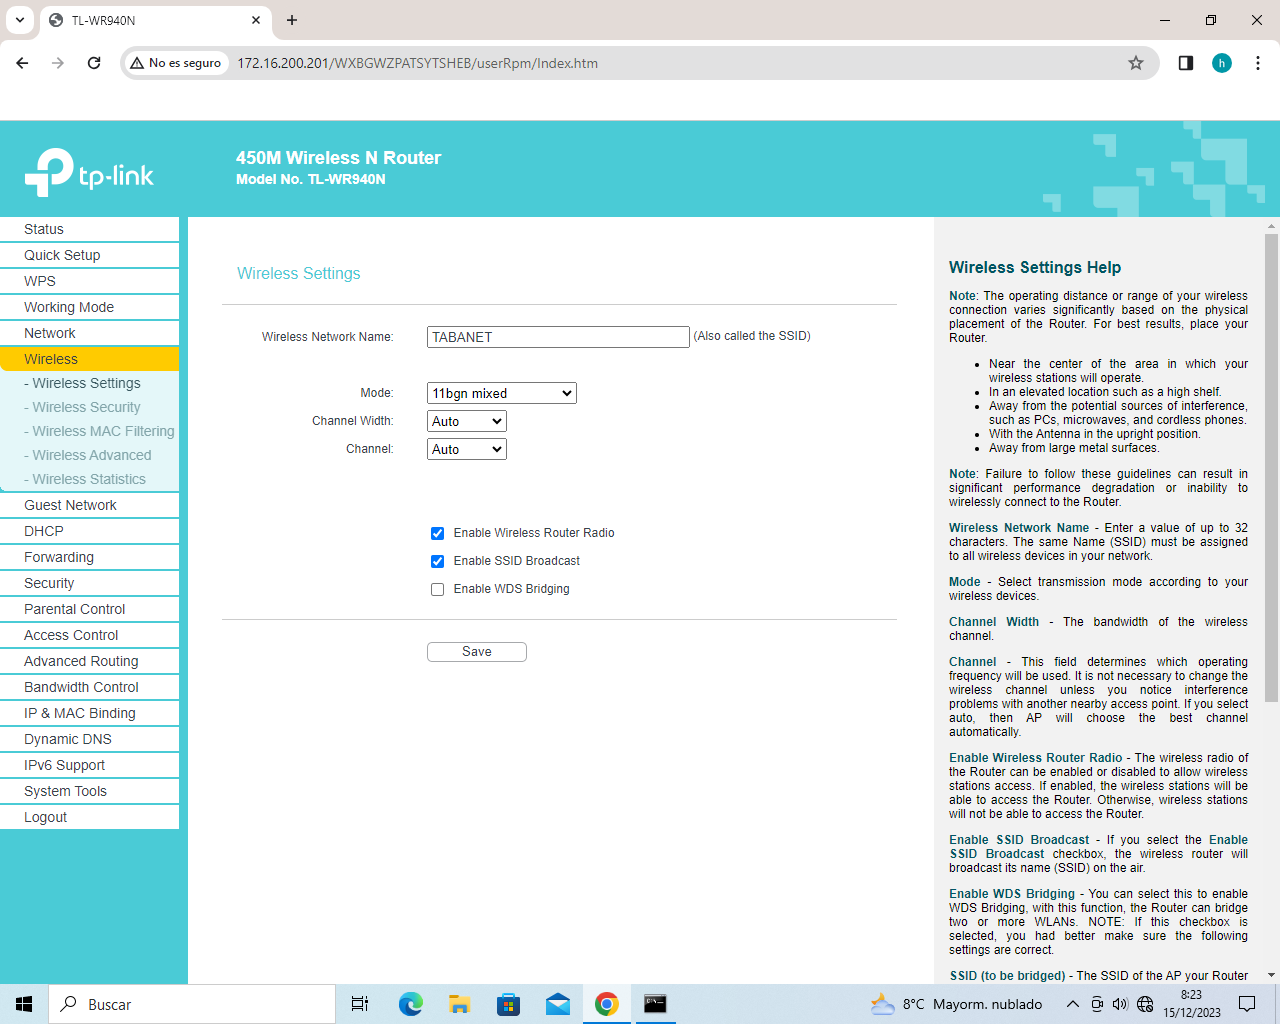 TL-WR940N
No es seguro
172.16.200.201/WXBGWZPATSYTSHEB/userRpm/Index.htm
h
tp-link
450M Wireless N Router
Model No. TL-WR940N
Status
Quick Setup
WPS
Working Mode
Network
Wireless
- Wireless Settings
- Wireless Security
- Wireless MAC Filtering
- Wireless Advanced
- Wireless Statistics
Guest Network
DHCP
Forwarding
Security
Parental Control
Access Control
Advanced Routing
Bandwidth Control
IP & MAC Binding
Dynamic DNS
IPv6 Support
System Tools
Logout
Wireless Settings
Wireless Network Name: TABANET (Also called the SSID)
Mode: 11bgn mixed
Channel Width: Auto
Channel: Auto
Enable Wireless Router Radio
Enable SSID Broadcast
Enable WDS Bridging
Save
Wireless Settings Help
Note: The operating distance or range of your wireless
connection varies significantly based on the physical
placement of the Router. For best results, place your
Router.
Near the center of the area in which your
wireless stations will operate.
In an elevated location such as a high shelf.
Away from the potential sources of interference,
such as PCs, microwaves, and cordless phones.
With the Antenna in the upright position.
Away from large metal surfaces.
Note: Failure to follow these guidelines can result in
significant performance degradation or inability to
wirelessly connect to the Router.
Wireless Network Name - Enter a value of up to 32
characters. The same Name (SSID) must be assigned
to all wireless devices in your network.
Mode - Select transmission mode according to your
wireless devices.
Channel Width - The bandwidth of the wireless
channel.
Channel - This field determines which operating
frequency will be used. It is not necessary to change the
wireless channel unless you notice interference
problems with another nearby access point. If you select
auto, then AP will choose the best channel
automatically.
Enable Wireless Router Radio - The wireless radio of
the Router can be enabled or disabled to allow wireless
stations access. If enabled, the wireless stations will be
able to access the Router. Otherwise, wireless stations
will not be able to access the Router.
Enable SSID Broadcast - If you select the Enable
SSID Broadcast checkbox, the wireless router will
broadcast its name (SSID) on the air.
Enable WDS Bridging - You can select this to enable
WDS Bridging, with this function, the Router can bridge
two or more WLANs. NOTE: If this checkbox is
selected, you had better make sure the following
settings are correct.
SSID (to be bridged) - The SSID of the AP your Router
Buscar
8°C Mayorm. nublado
8:23
15/12/2023